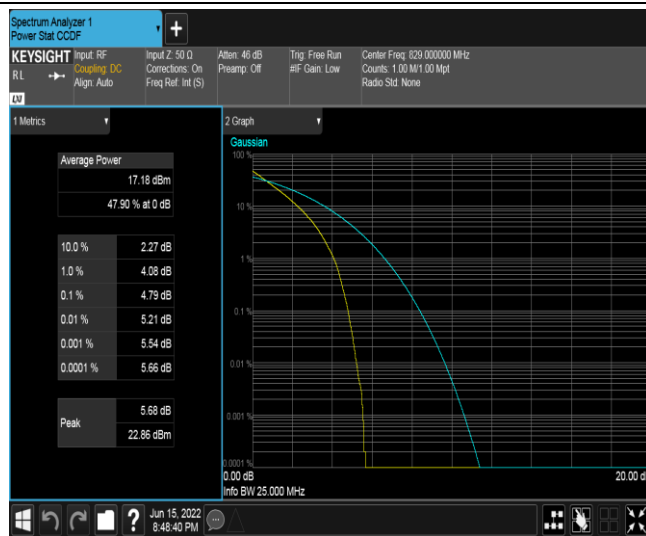 Spectrum Analyzer 1
Power Stat CCDF
+
KEYSIGHT
RL
LXI
Input: RF
Coupling: DC
Align: Auto
Input Z: 50 Ω
Corrections: On
Freq Ref: Int (S)
Atten: 46 dB
Preamp: Off
Trig: Free Run
#IF Gain: Low
Center Freq: 829.000000 MHz
Counts: 1.00 M/1.00 Mpt
Radio Std: None
1 Metrics
Average Power
17.18 dBm
47.90 % at 0 dB
10.0 % 2.27 dB
1.0 % 4.08 dB
0.1 % 4.79 dB
0.01 % 5.21 dB
0.001 % 5.54 dB
0.0001 % 5.66 dB
Peak
5.68 dB
22.86 dBm
2 Graph
Gaussian
100 %
10 %
1 %
0.1 %
0.01 %
0.001 %
0.0001 %
0.00 dB
20.00 d
Info BW 25.000 MHz
?
Jun 15, 2022
8:48:40 PM